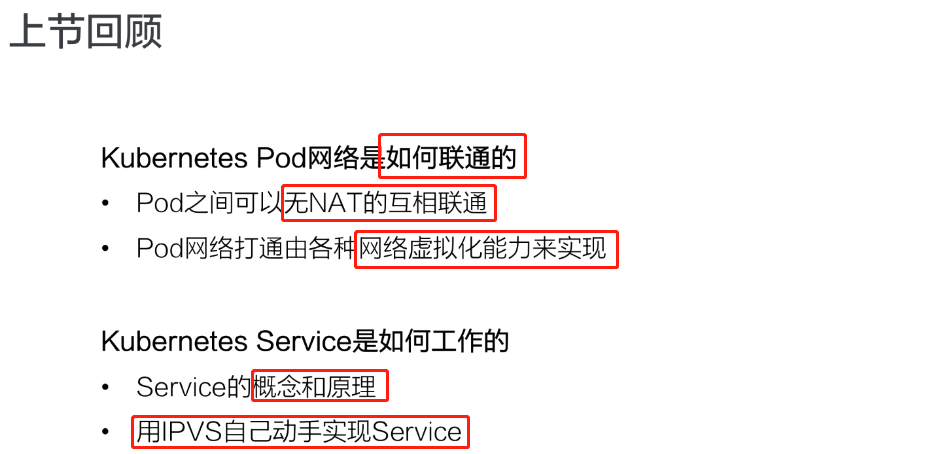 上节回顾
Kubernetes Pod网络是如何联通的
• Pod之间可以无NAT的互相联通
• Pod网络打通由各种网络虚拟化能力来实现
Kubernetes Service是如何工作的
• Service的概念和原理
• 用IPVS自己动手实现Service